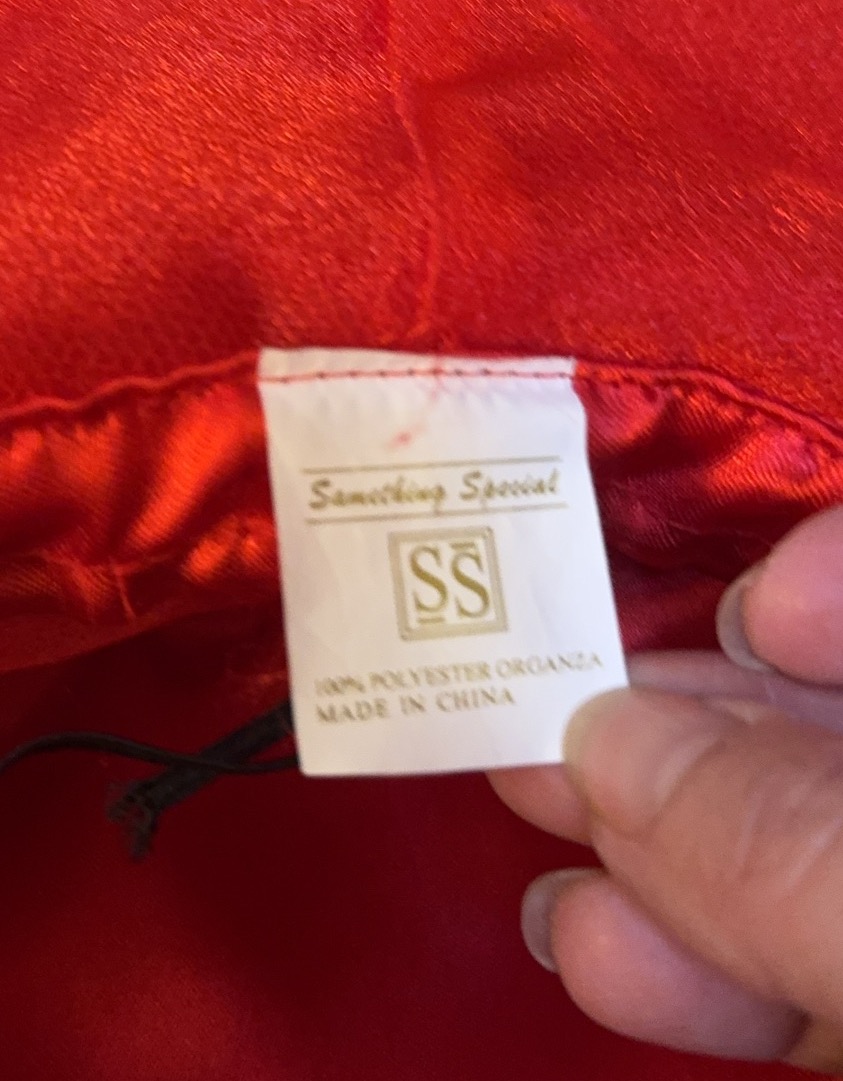 Something Special
SS
100% POLYESTER ORGANZA
MADE IN CHINA